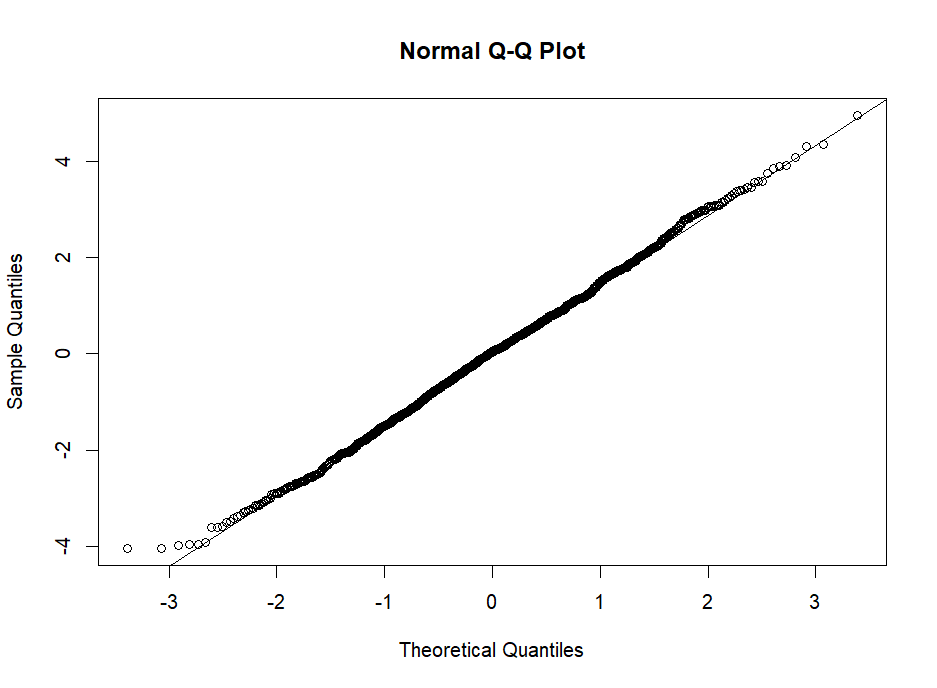 Normal Q-Q Plot
Sample Quantiles
4
2
0
-2
-4
-3 -2 -1 0 1 2 3
Theoretical Quantiles